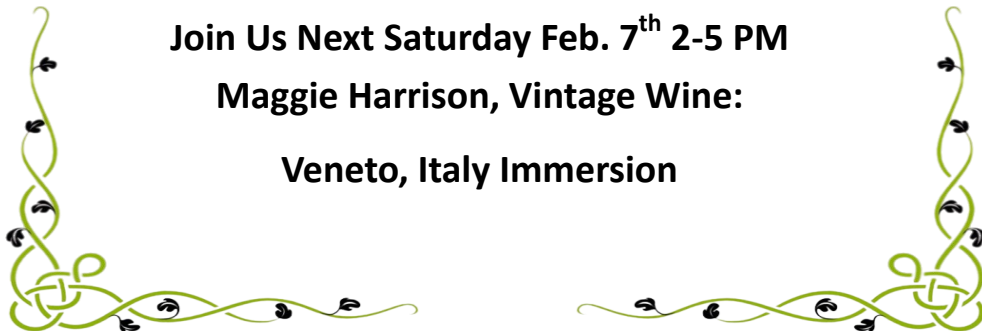 Join Us Next Saturday Feb. 7th 2-5 PM
Maggie Harrison, Vintage Wine:
Veneto, Italy Immersion